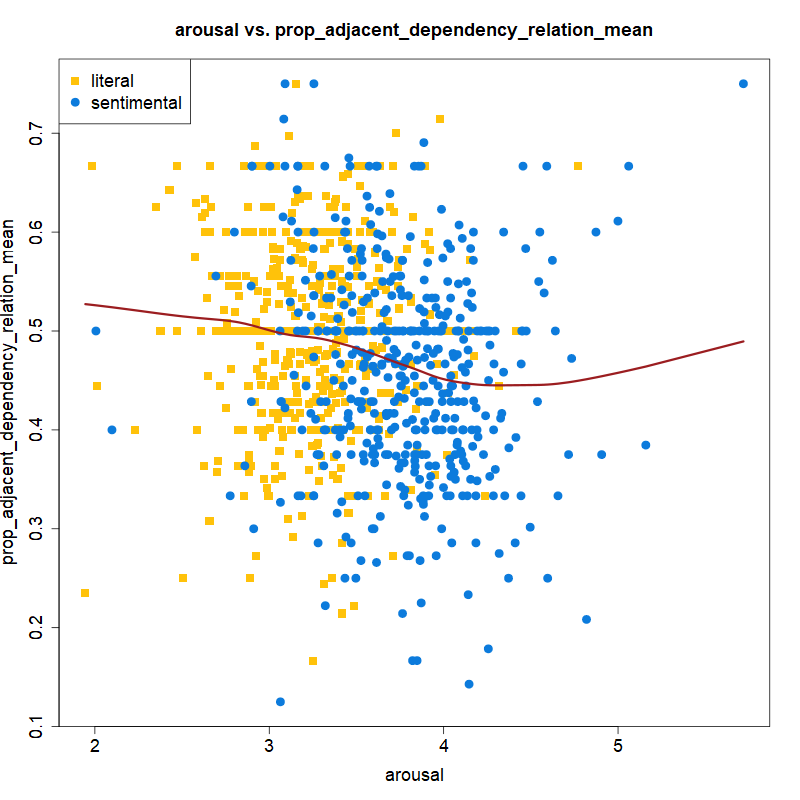 arousal vs. prop_adjacent_dependency_relation_mean
literal
sentimental
prop_adjacent_dependency_relation_mean
0.7
0.6
0.5
0.4
0.3
0.2
0.1
2 3 4 5
arousal